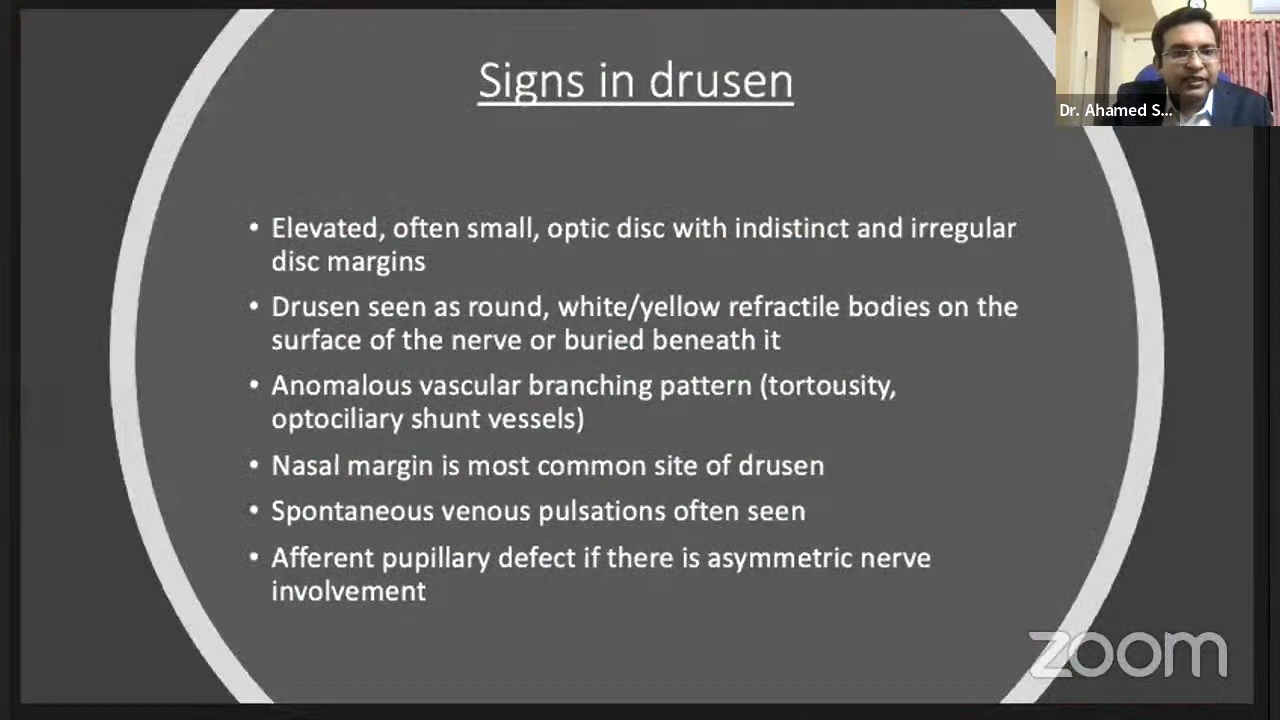 Signs in drusen
Dr. Ahamed S...
• Elevated, often small, optic disc with indistinct and irregular
disc margins
• Drusen seen as round, white/yellow refractile bodies on the
surface of the nerve or buried beneath it
• Anomalous vascular branching pattern (tortousity,
optociliary shunt vessels)
• Nasal margin is most common site of drusen
• Spontaneous venous pulsations often seen
• Afferent pupillary defect if there is asymmetric nerve
involvement
zoom